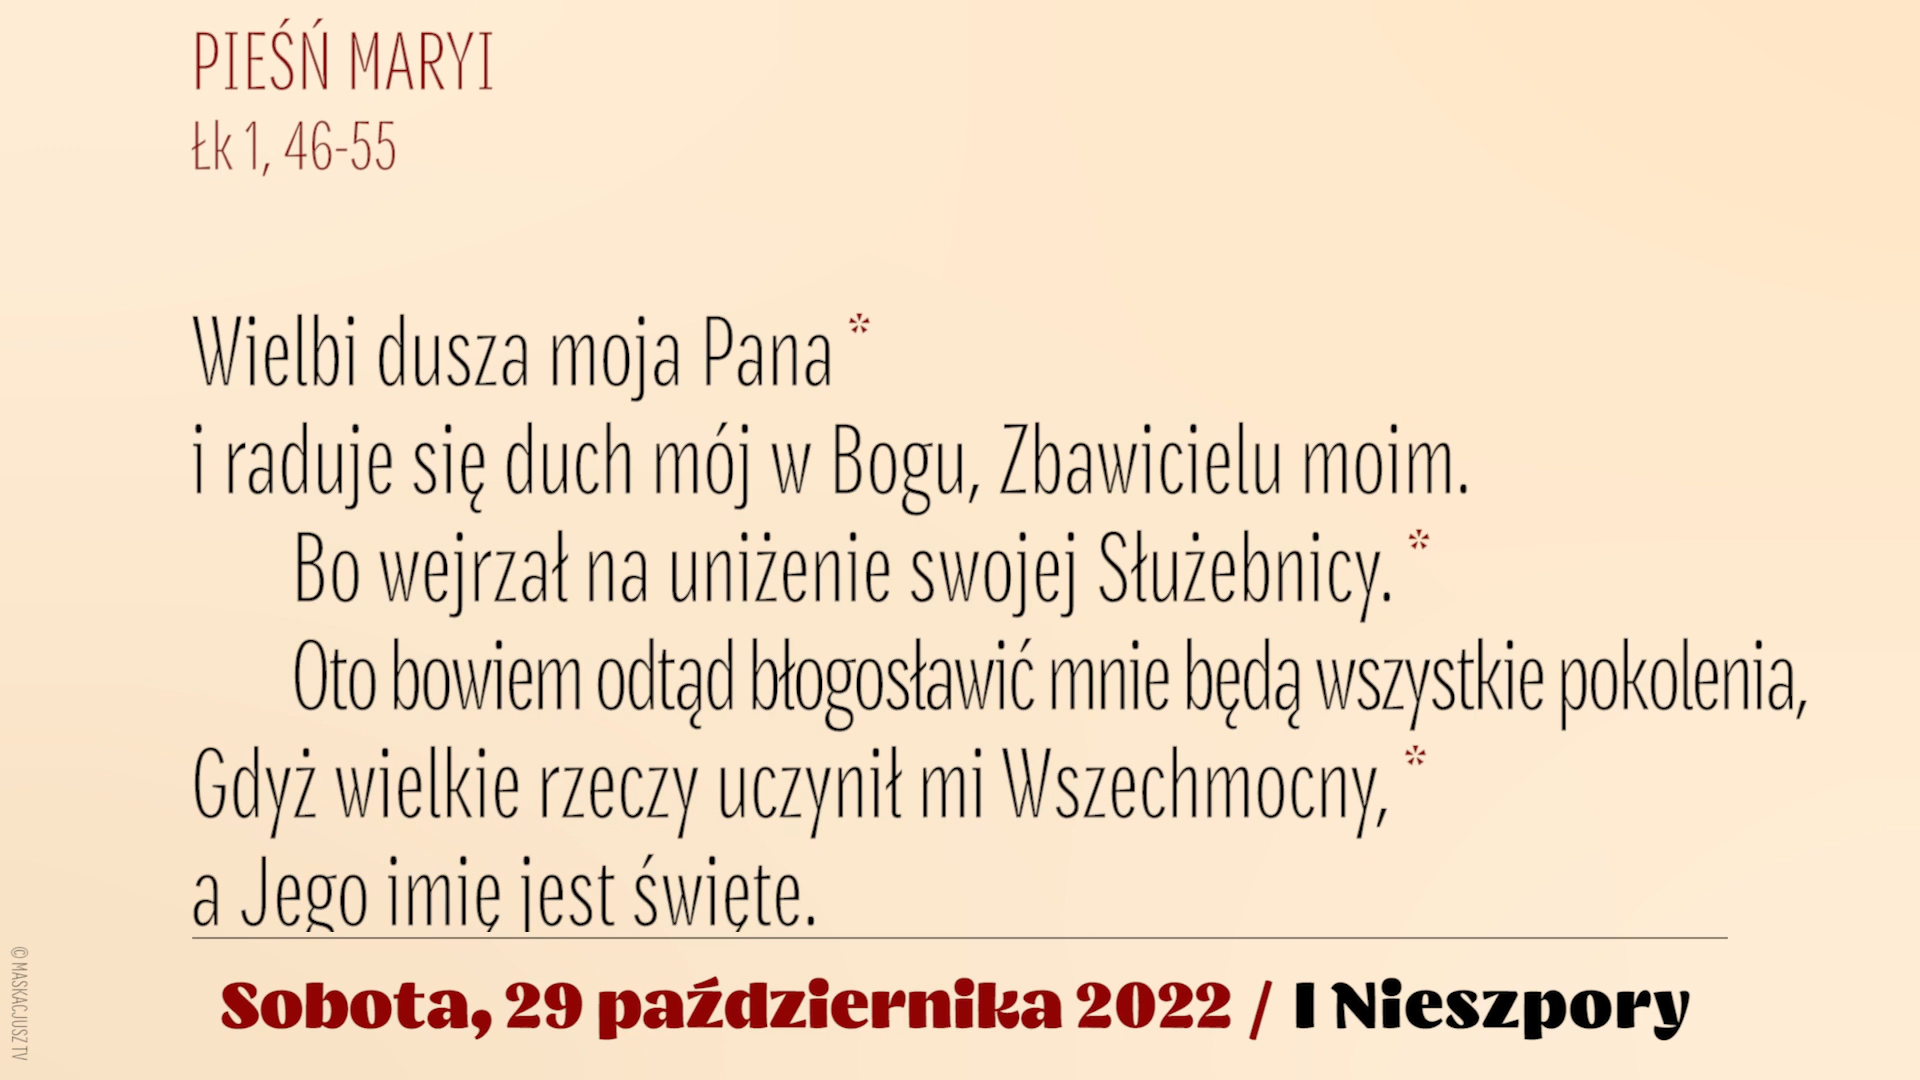 PIEŚŃ MARYI
Łk 1, 46-55
Wielbi dusza moja Pana *
i raduje się duch mój w Bogu, Zbawicielu moim.
Bo wejrzał na uniżenie swojej Służebnicy. *
Oto bowiem odtąd błogosławić mnie będą wszystkie pokolenia,
Gdyż wielkie rzeczy uczynił mi Wszechmocny, *
a Jego imię jest święte.
Sobota, 29 października 2022 / I Nieszpory
© MASKACJUSZ TV